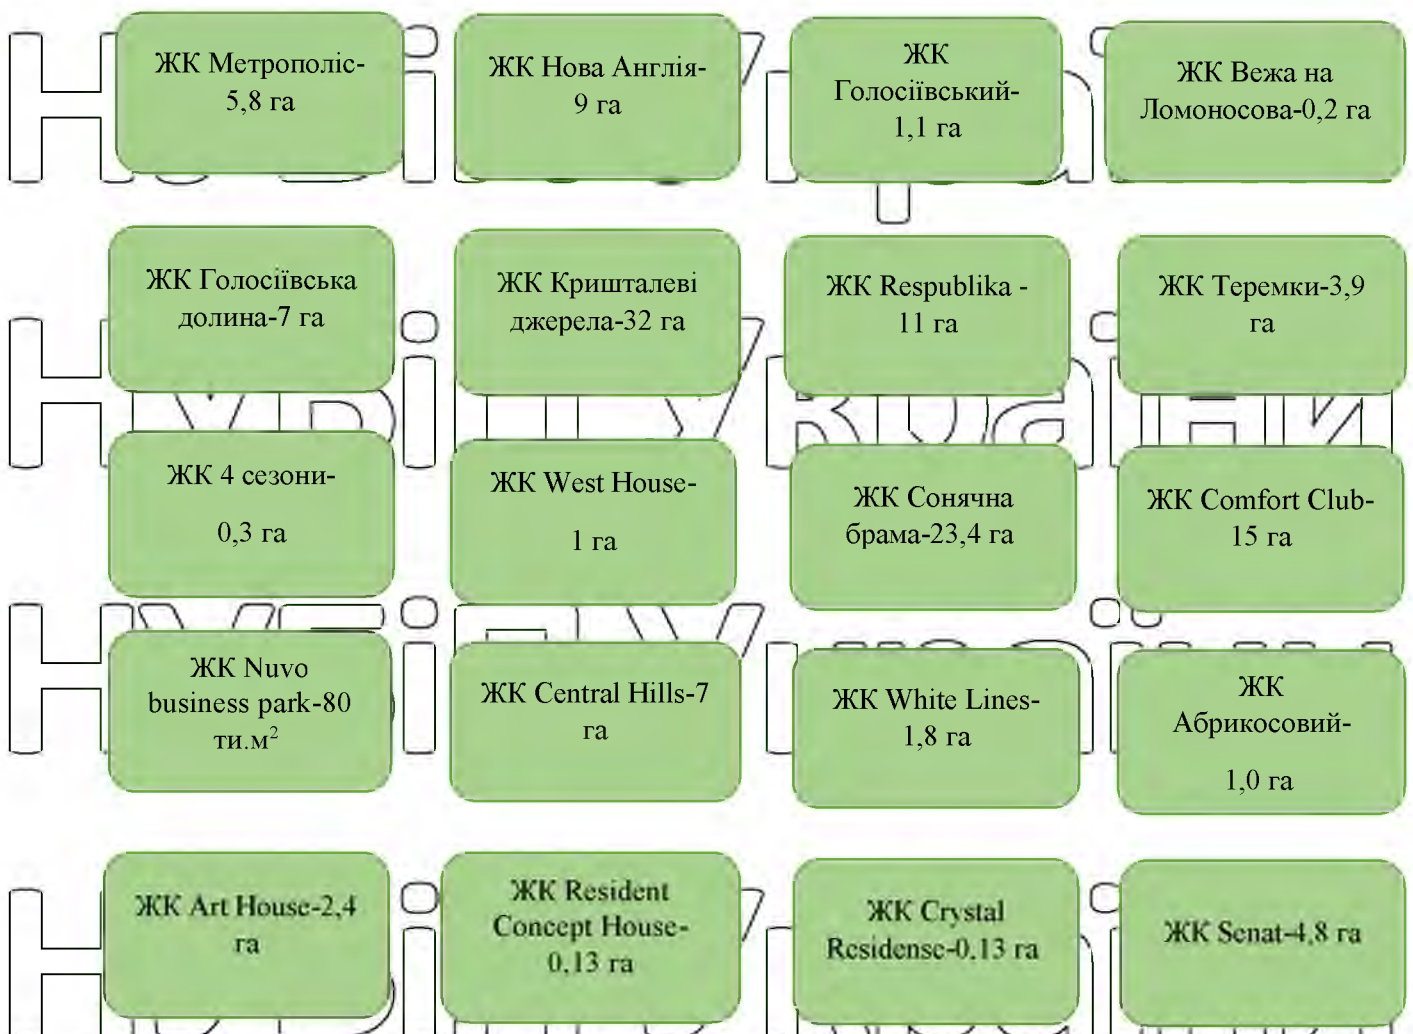 ЖК Метрополіс-
5,8 га
ЖК Нова Англія-
9 га
ЖК
Голосіївський-
1,1 га
ЖК Вежа на
Ломоносова-0,2 га
ЖК Голосіївська
долина-7 га
ЖК Кришталеві
джерела-32 га
ЖК Respublika -
11 га
ЖК Теремки-3,9
га
ЖК 4 сезони-
0,3 га
ЖК West House-
1 га
ЖК Сонячна
брама-23,4 га
ЖК Comfort Club-
15 га
ЖК Nuvo
business park-80
ти.м²
ЖК Central Hills-7
га
ЖК White Lines-
1,8 га
ЖК
Абрикосовий-
1,0 га
ЖК Art House-2,4
га
ЖК Resident
Concept House-
0,13 га
ЖК Crystal
Residense-0,13 га
ЖК Senat-4,8 га